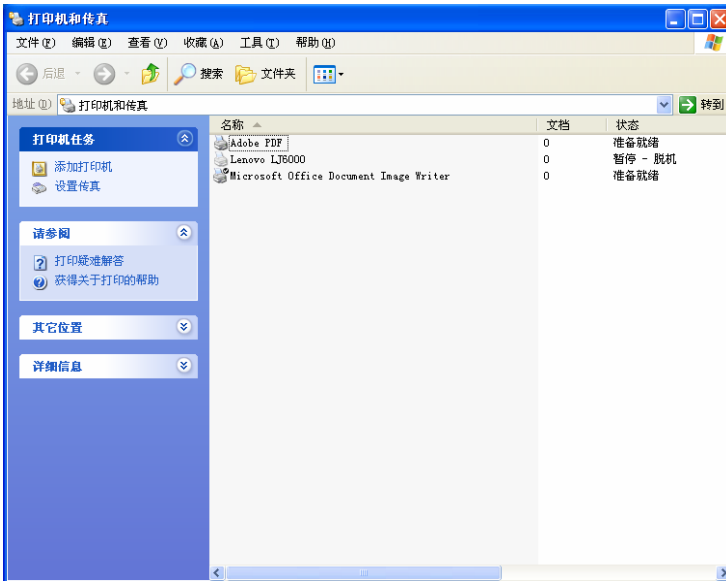 打印机和传真
文件(F) 编辑(E) 查看(V) 收藏(A) 工具(T) 帮助(H)
后退 搜索 文件夹
地址(D) 打印机和传真 转到
打印机任务
添加打印机
设置传真
请参阅
打印疑难解答
获得关于打印的帮助
其它位置
详细信息
名称 文档 状态
Adobe PDF 0 准备就绪
Lenovo LJ6000 0 暂停 - 脱机
Microsoft Office Document Image Writer 0 准备就绪